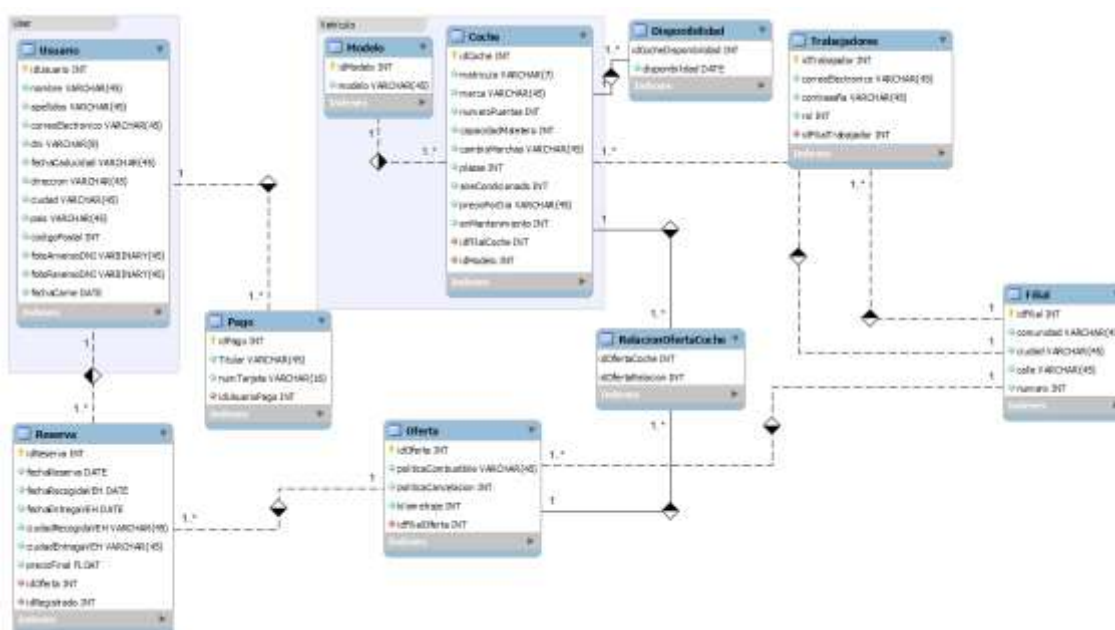 User
Usuario
idUsuario INT
nombre VARCHAR(45)
apellidos VARCHAR(45)
correoElectronico VARCHAR(45)
dni VARCHAR(9)
fechaCaducidad VARCHAR(45)
direccion VARCHAR(45)
ciudad VARCHAR(45)
pais VARCHAR(45)
codigoPostal INT
fotoAnversoDNI VARBINARY(45)
fotoReversoDNI VARBINARY(45)
fechaCarne DATE
Indexes
Vehiculo
Modelo
idModelo INT
modelo VARCHAR(45)
Indexes
Coche
idCoche INT
matricula VARCHAR(7)
marca VARCHAR(45)
numeroPuertas INT
capacidadMaletero INT
cambioMarchas VARCHAR(45)
plazas INT
aireCondicionado INT
precioPorDia VARCHAR(45)
enMantenimiento INT
idFilialCoche INT
idModelo INT
Indexes
Disponibilidad
idCocheDisponibilidad INT
disponibilidad DATE
Indexes
Trabajadores
idTrabajador INT
correoElectronico VARCHAR(45)
contraseña VARCHAR(45)
rol INT
idFilialTrabajador INT
Indexes
Filial
idFilial INT
comunidad VARCHAR(45
ciudad VARCHAR(45)
calle VARCHAR(45)
numero INT
Indexes
Pago
idPago INT
Titular VARCHAR(45)
numTarjeta VARCHAR(16)
idUsuarioPago INT
Indexes
RelacionOfertaCoche
idOfertaCoche INT
idOfertaRelacion INT
Indexes
Reserva
idReserva INT
fechaReserva DATE
fechaRecogidaVEH DATE
fechaEntregaVEH DATE
ciudadRecogidaVEH VARCHAR(45)
ciudadEntregaVEH VARCHAR(45)
precioFinal FLOAT
idOferta INT
idRegistrado INT
Indexes
Oferta
idOferta INT
politicaCombustible VARCHAR(45)
politicaCancelacion INT
kilometraje INT
idFilialOferta INT
Indexes
1
1..*
1
1..*
1
1..*
1
1..*
1..*
1
1..*
1..*
1
1..*
1
1
1
1..*
1
1..*
1